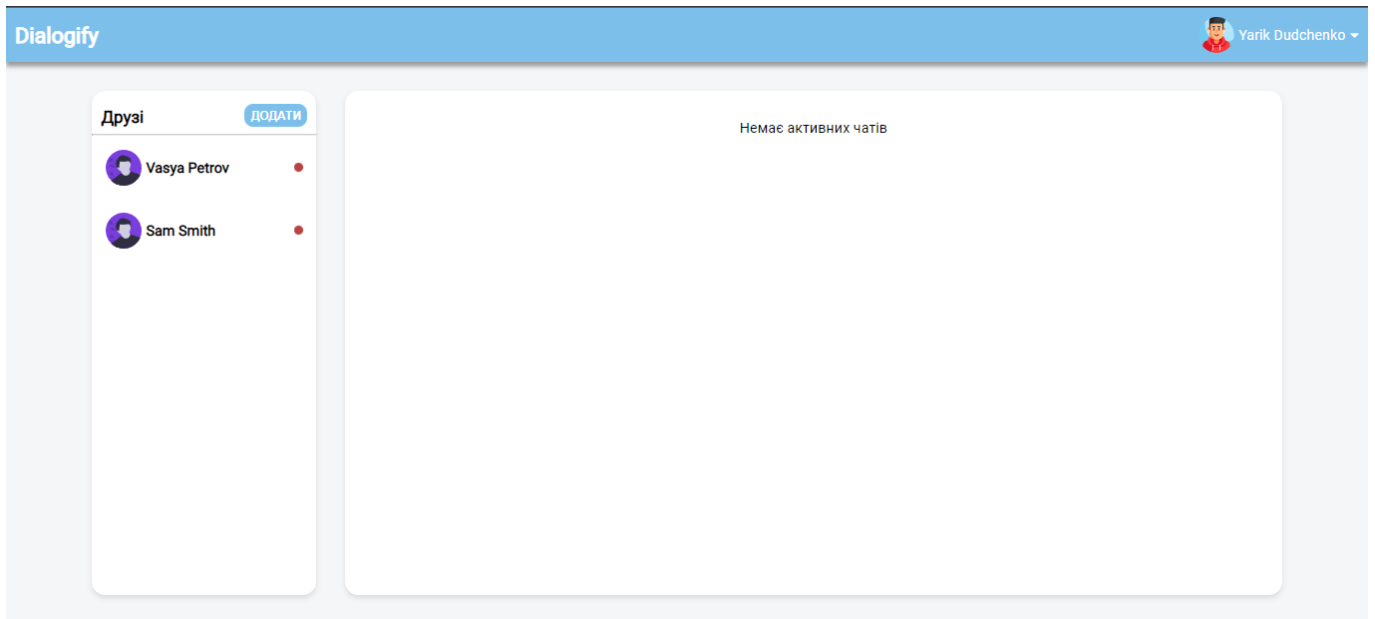 Dialogify
Yarik Dudchenko
Друзі
ДОДАТИ
Vasya Petrov
Sam Smith
Немає активних чатів